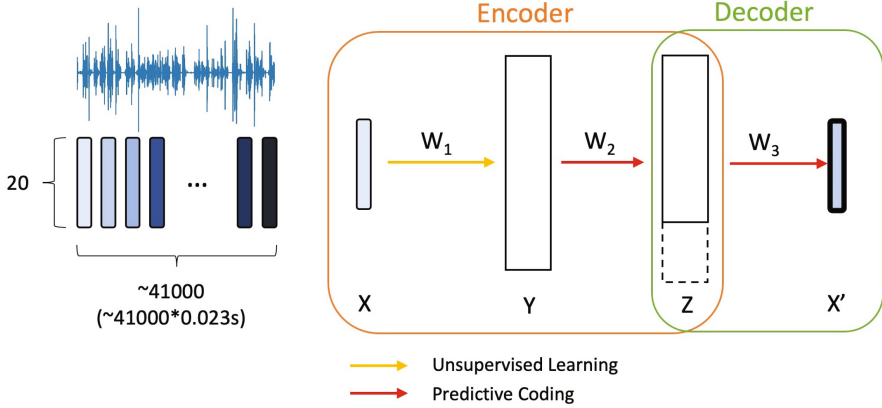 Encoder
Decoder
W1
W2
W3
20
...
~41000
(~41000*0.023s)
X
Y
Z
X’
Unsupervised Learning
Predictive Coding